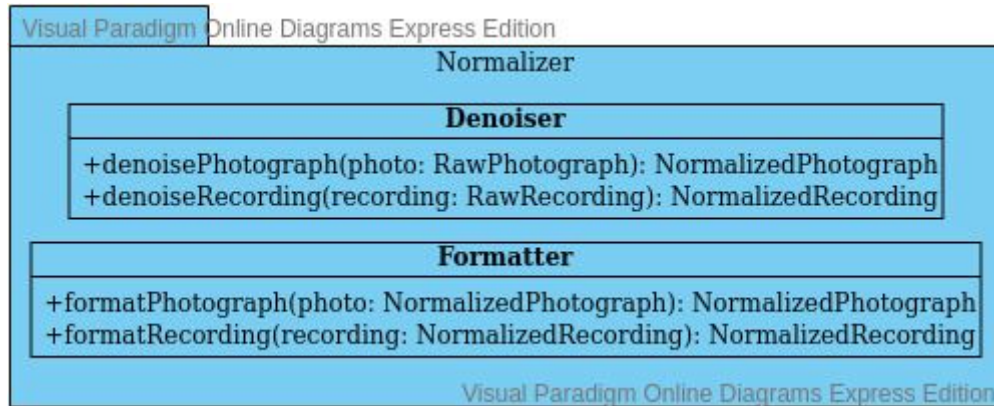 Visual Paradigm Online Diagrams Express Edition
Normalizer
Denoiser
+denoisePhotograph(photo: RawPhotograph): NormalizedPhotograph
+denoiseRecording(recording: RawRecording): NormalizedRecording
Formatter
+formatPhotograph(photo: NormalizedPhotograph): NormalizedPhotograph
+formatRecording(recording: NormalizedRecording): NormalizedRecording
Visual Paradigm Online Diagrams Express Edition